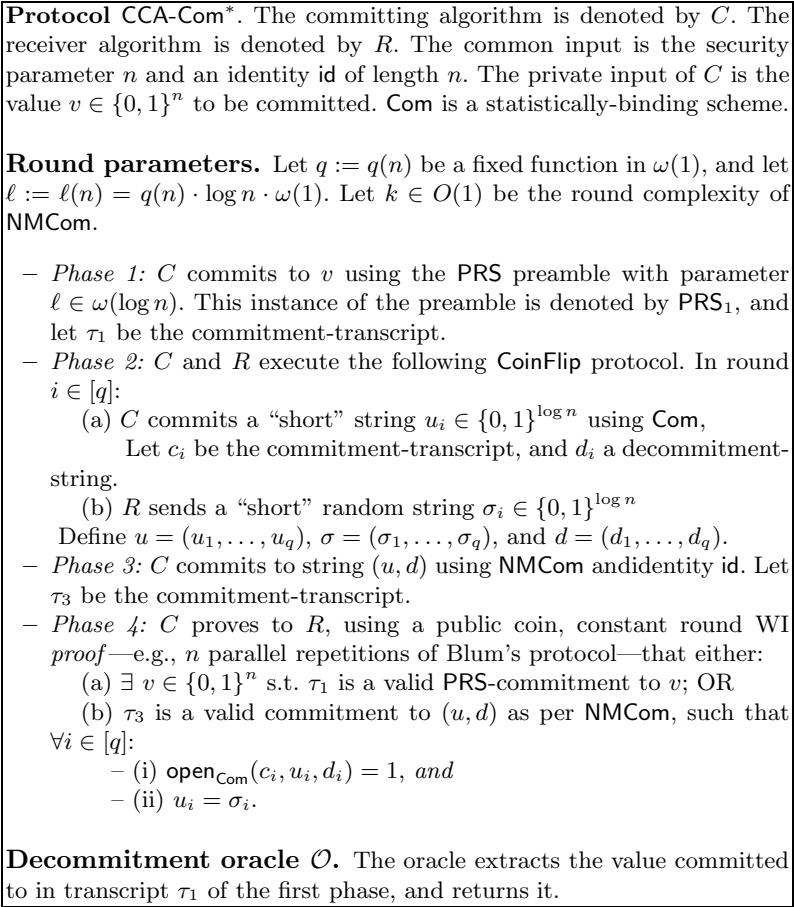 Protocol CCA-Com*. The committing algorithm is denoted by C. The
receiver algorithm is denoted by R. The common input is the security
parameter n and an identity id of length n. The private input of C is the
value v ∈ {0, 1}^n to be committed. Com is a statistically-binding scheme.
Round parameters. Let q := q(n) be a fixed function in ω(1), and let
ℓ := ℓ(n) = q(n) · log n · ω(1). Let k ∈ O(1) be the round complexity of
NMCom.
– Phase 1: C commits to v using the PRS preamble with parameter
ℓ ∈ ω(log n). This instance of the preamble is denoted by PRS₁, and
let τ₁ be the commitment-transcript.
– Phase 2: C and R execute the following CoinFlip protocol. In round
i ∈ [q]:
(a) C commits a “short” string u_i ∈ {0, 1}^{log n} using Com,
Let c_i be the commitment-transcript, and d_i a decommitment-
string.
(b) R sends a “short” random string σ_i ∈ {0, 1}^{log n}
Define u = (u₁, . . . , u_q), σ = (σ₁, . . . , σ_q), and d = (d₁, . . . , d_q).
– Phase 3: C commits to string (u, d) using NMCom andidentity id. Let
τ₃ be the commitment-transcript.
– Phase 4: C proves to R, using a public coin, constant round WI
proof—e.g., n parallel repetitions of Blum’s protocol—that either:
(a) ∃ v ∈ {0, 1}^n s.t. τ₁ is a valid PRS-commitment to v; OR
(b) τ₃ is a valid commitment to (u, d) as per NMCom, such that
∀i ∈ [q]:
– (i) open_Com(c_i, u_i, d_i) = 1, and
– (ii) u_i = σ_i.
Decommitment oracle O. The oracle extracts the value committed
to in transcript τ₁ of the first phase, and returns it.